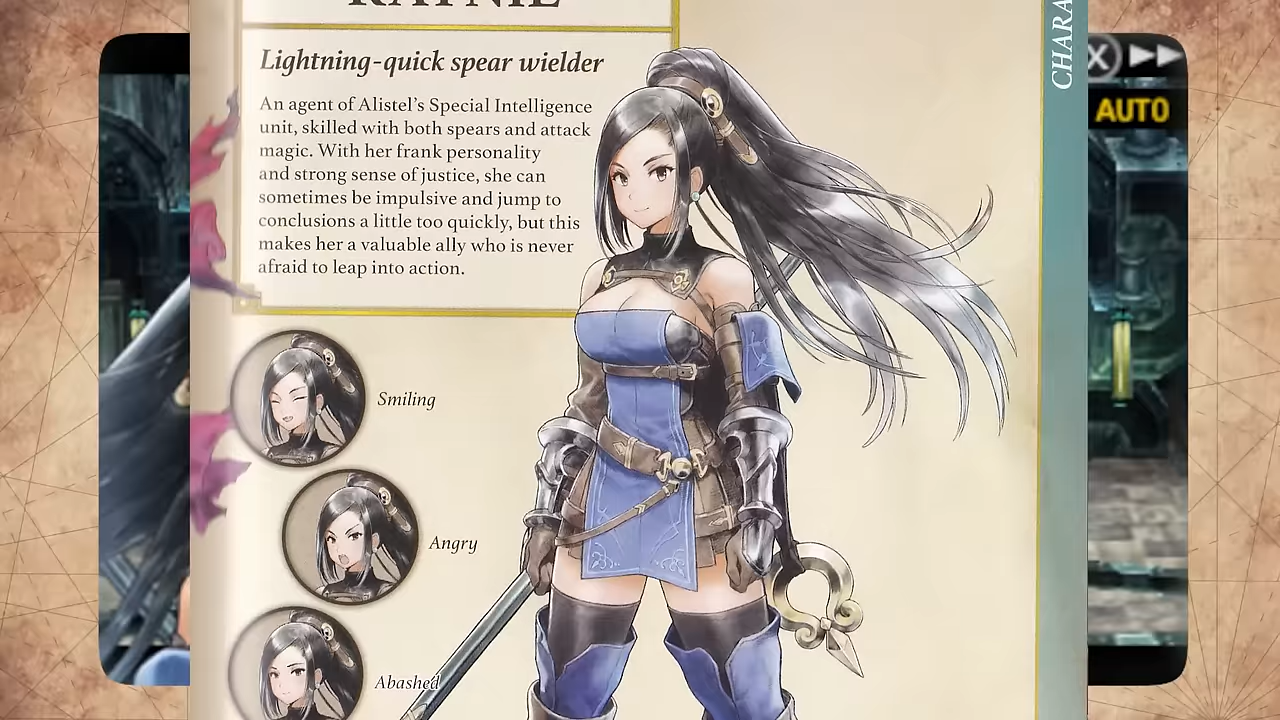 RAYNIE
Lightning-quick spear wielder
An agent of Alistel's Special Intelligence
unit, skilled with both spears and attack
magic. With her frank personality
and strong sense of justice, she can
sometimes be impulsive and jump to
conclusions a little too quickly, but this
makes her a valuable ally who is never
afraid to leap into action.
Smiling
Angry
Abashed
CHARA
X
AUTO